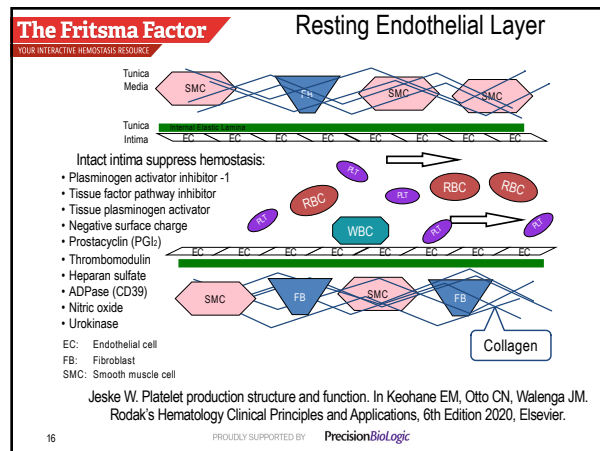 The Fritsma Factor
YOUR INTERACTIVE HEMOSTASIS RESOURCE
Resting Endothelial Layer
Tunica
Media
SMC
Fb
SMC
SMC
Tunica
Intima
Internal Elastic Lamina
EC EC EC EC EC EC EC EC
Intact intima suppress hemostasis:
• Plasminogen activator inhibitor -1
• Tissue factor pathway inhibitor
• Tissue plasminogen activator
• Negative surface charge
• Prostacyclin (PGI₂)
• Thrombomodulin
• Heparan sulfate
• ADPase (CD39)
• Nitric oxide
• Urokinase
PLT
RBC
PLT
RBC
RBC
PLT
WBC
PLT
PLT
EC EC EC EC EC EC EC EC
SMC
FB
SMC
FB
Collagen
EC: Endothelial cell
FB: Fibroblast
SMC: Smooth muscle cell
Jeske W. Platelet production structure and function. In Keohane EM, Otto CN, Walenga JM.
Rodak's Hematology Clinical Principles and Applications, 6th Edition 2020, Elsevier.
16
PROUDLY SUPPORTED BY PrecisionBioLogic